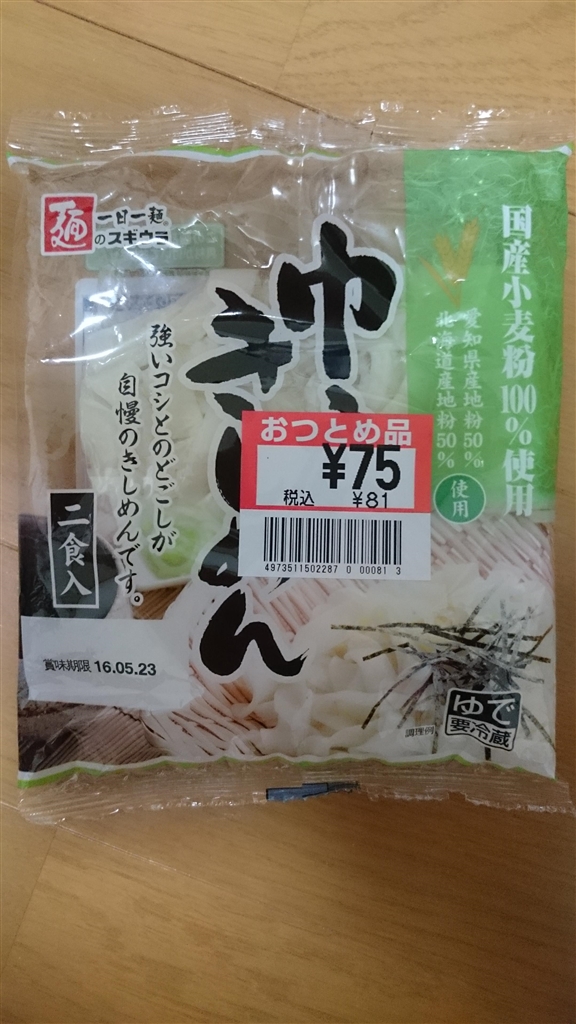 麺
一日一麺
のスギウラ
国産小麦粉100%使用
愛知県産地粉50%
北海道産地粉50%
使用
巾
きしめん
強いコシとのどごしが
自慢のきしめんです。
二食入
おつとめ品
¥75
税込 ¥81
4973511502287 0 00081 3
賞味期限 16.05.23
調理例
ゆで
要冷蔵